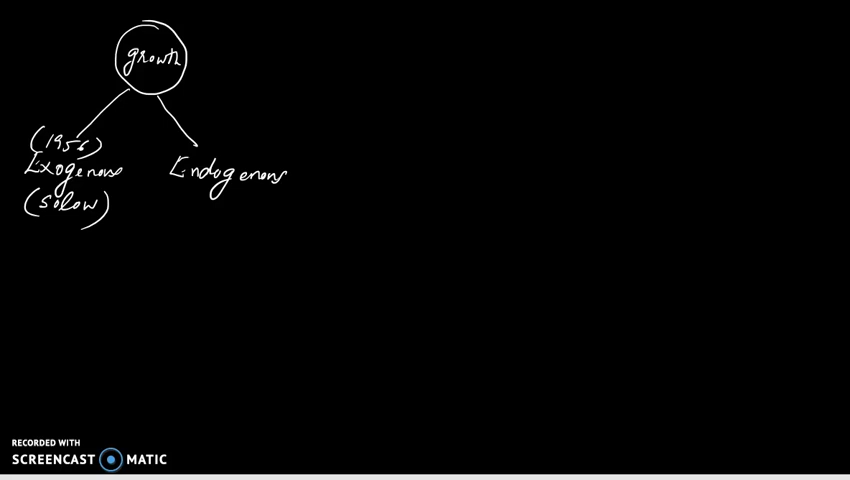 growth
(1956)
Exogenous
Endogenous
(Solow)
RECORDED WITH
SCREENCAST MATIC